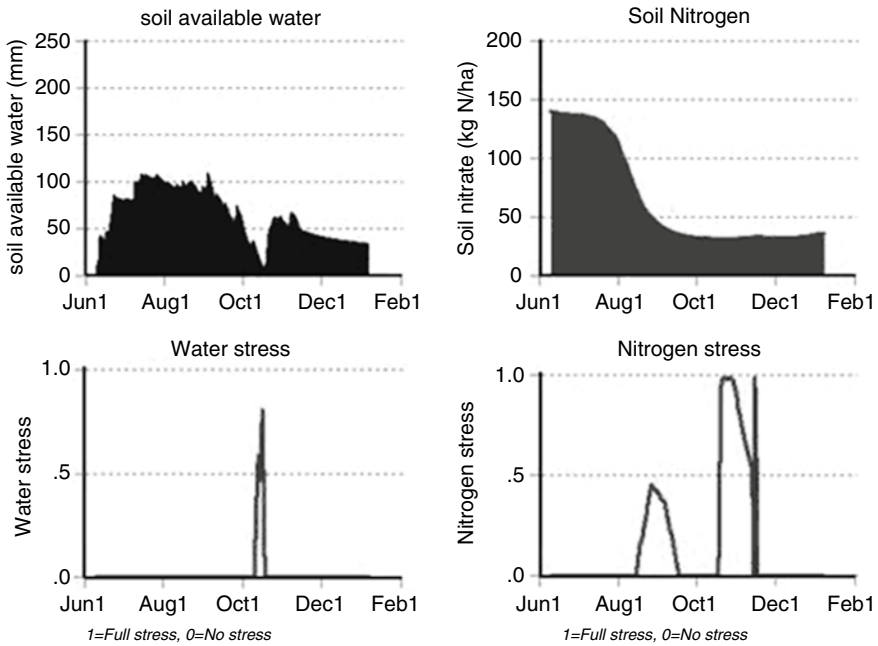 soil available water
soil available water (mm)
250
200
150
100
50
0
Jun1 Aug1 Oct1 Dec1 Feb1
Soil Nitrogen
Soil nitrate (kg N/ha)
200
150
100
50
0
Jun1 Aug1 Oct1 Dec1 Feb1
Water stress
Water stress
1.0
.5
.0
Jun1 Aug1 Oct1 Dec1 Feb1
1=Full stress, 0=No stress
Nitrogen stress
Nitrogen stress
1.0
.5
.0
Jun1 Aug1 Oct1 Dec1 Feb1
1=Full stress, 0=No stress